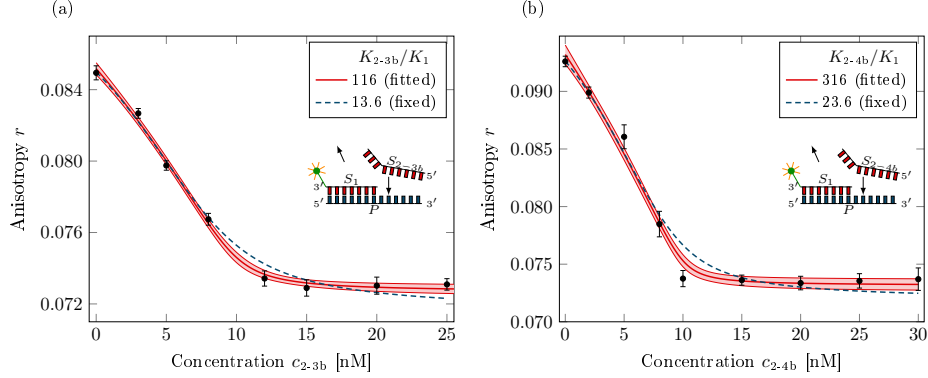 (a)
Anisotropy r
0.084
0.080
0.076
0.072
0
5
10
15
20
25
Concentration c₂₋₃b [nM]
K₂₋₃b/K₁
116 (fitted)
13.6 (fixed)
S₂₋₃b
5′
3′
S₁
5′
P
3′
(b)
Anisotropy r
0.090
0.085
0.080
0.075
0.070
0
5
10
15
20
25
30
Concentration c₂₋₄b [nM]
K₂₋₄b/K₁
316 (fitted)
23.6 (fixed)
S₂₋₄b
5′
3′
S₁
5′
P
3′